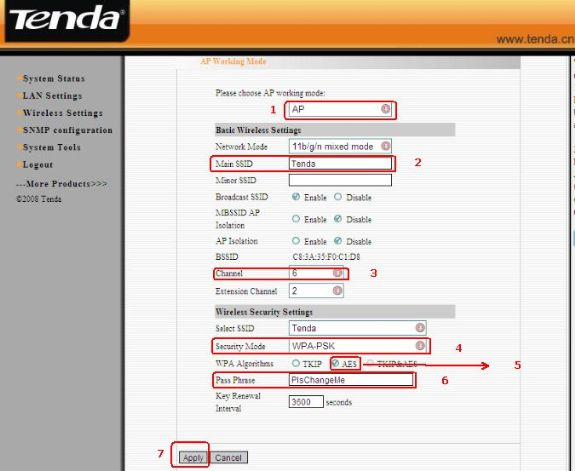 Tenda
www.tenda.cn
System Status
LAN Settings
Wireless Settings
SNMP configuration
System Tools
Logout
---More Products>>>
©2008 Tenda
AP Working Mode
Please choose AP working mode:
1 AP
Basic Wireless Settings
Network Mode 11b/g/n mixed mode
Main SSID Tenda 2
Minor SSID
Broadcast SSID Enable Disable
MBSSID AP
Isolation Enable Disable
AP Isolation Enable Disable
BSSID C8:3A:35:F0:C1:D8
Channel 6 3
Extension Channel 2
Wireless Security Settings
Select SSID Tenda
Security Mode WPA-PSK 4
WPA Algorithms TKIP AES TKIP&AES 5
Pass Phrase PlsChangeMe 6
Key Renewal
Interval 3600 seconds
7 Apply Cancel